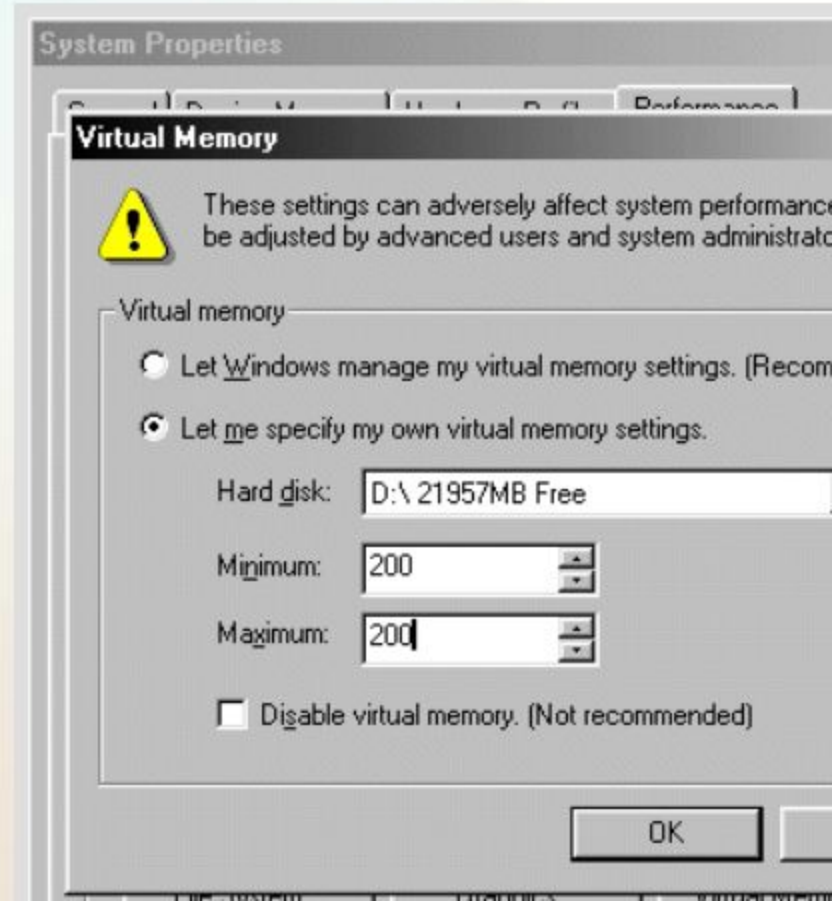 System Properties
Performance
Virtual Memory
These settings can adversely affect system performance
be adjusted by advanced users and system administrato
Virtual memory
Let Windows manage my virtual memory settings. (Recom
Let me specify my own virtual memory settings.
Hard disk: D:\ 21957MB Free
Minimum: 200
Maximum: 200
Disable virtual memory. (Not recommended)
OK